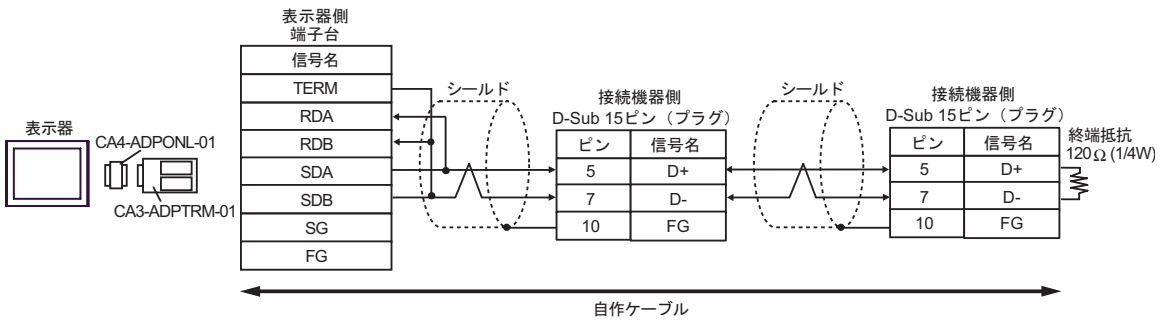 表示器
CA4-ADPONL-01
CA3-ADPTRM-01
表示器側
端子台
信号名
TERM
RDA
RDB
SDA
SDB
SG
FG
シールド
接続機器側
D-Sub 15ピン（プラグ）
ピン 信号名
5 D+
7 D-
10 FG
シールド
接続機器側
D-Sub 15ピン（プラグ）
ピン 信号名
5 D+
7 D-
10 FG
終端抵抗
120Ω (1/4W)
自作ケーブル